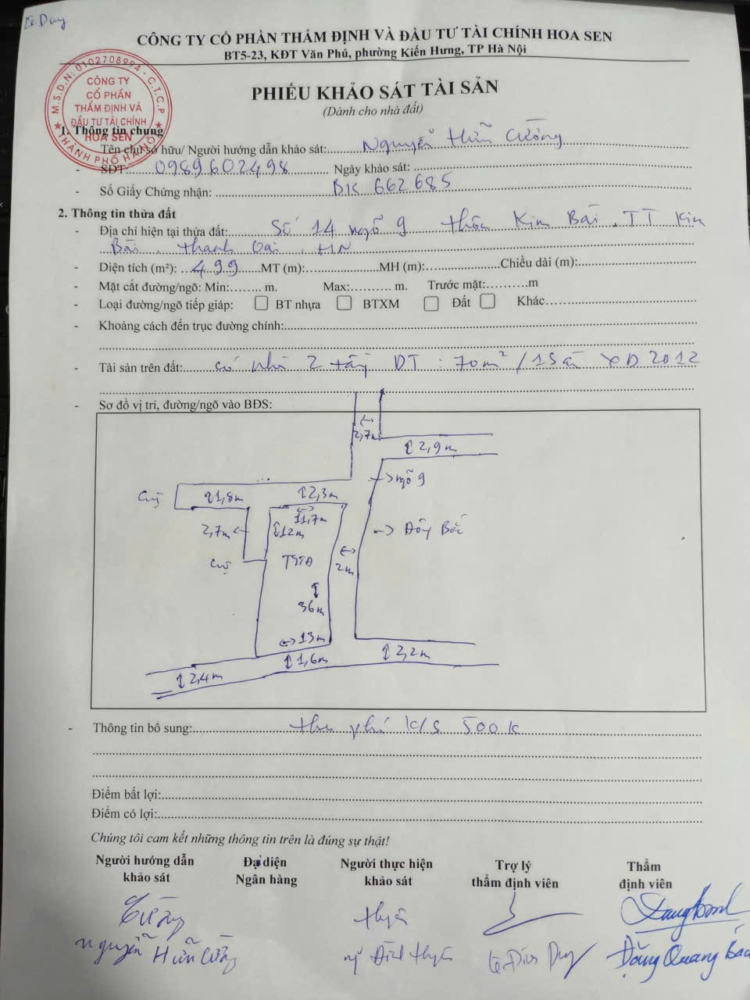 Lê Duy
CÔNG TY CỔ PHẦN THẨM ĐỊNH VÀ ĐẦU TƯ TÀI CHÍNH HOA SEN
BT5-23, KĐT Văn Phú, phường Kiến Hưng, TP Hà Nội
M.S.D.N: 0102708994 - C.T.C.P
CÔNG TY
CỔ PHẦN
THẨM ĐỊNH VÀ
ĐẦU TƯ TÀI CHÍNH
HOA SEN
THÀNH PHỐ HÀ NỘI
PHIẾU KHẢO SÁT TÀI SẢN
(Dành cho nhà đất)
1. Thông tin chung
Tên chủ sở hữu/ Người hướng dẫn khảo sát: Nguyễn Hữu Cường
- SĐT: 0989602498 Ngày khảo sát:
- Số Giấy Chứng nhận: BK 662685
2. Thông tin thửa đất
- Địa chỉ hiện tại thửa đất: Số 14 ngõ 9 thôn Kim Bài, TT Kim
Bài, Thanh Oai, HN
- Diện tích (m²): 499 MT (m): MH (m): Chiều dài (m):
- Mặt cắt đường/ngõ: Min: m. Max: m. Trước mặt: m
- Loại đường/ngõ tiếp giáp: BT nhựa BTXM Đất Khác
- Khoảng cách đến trục đường chính:
- Tài sản trên đất: có nhà 2 tầng DT: 70m²/1 Sàn XD 2012
- Sơ đồ vị trí, đường/ngõ vào BĐS:
2,7m
2,9m
ngõ 9
1,8m
2,3m
11,7m
2,7m
12m
Đông Bắc
TSTĐ
2m
36m
13m
1,6m
2,2m
2,4m
- Thông tin bổ sung: thu phí K/S 500K
Điểm bất lợi:
Điểm có lợi:
Chúng tôi cam kết những thông tin trên là đúng sự thật!
Người hướng dẫn khảo sát
Đại diện Ngân hàng
Người thực hiện khảo sát
Trợ lý thẩm định viên
Thẩm định viên
Cường
Nguyễn Hữu Cường
Lê Đức Duy
Đặng Quang Bách